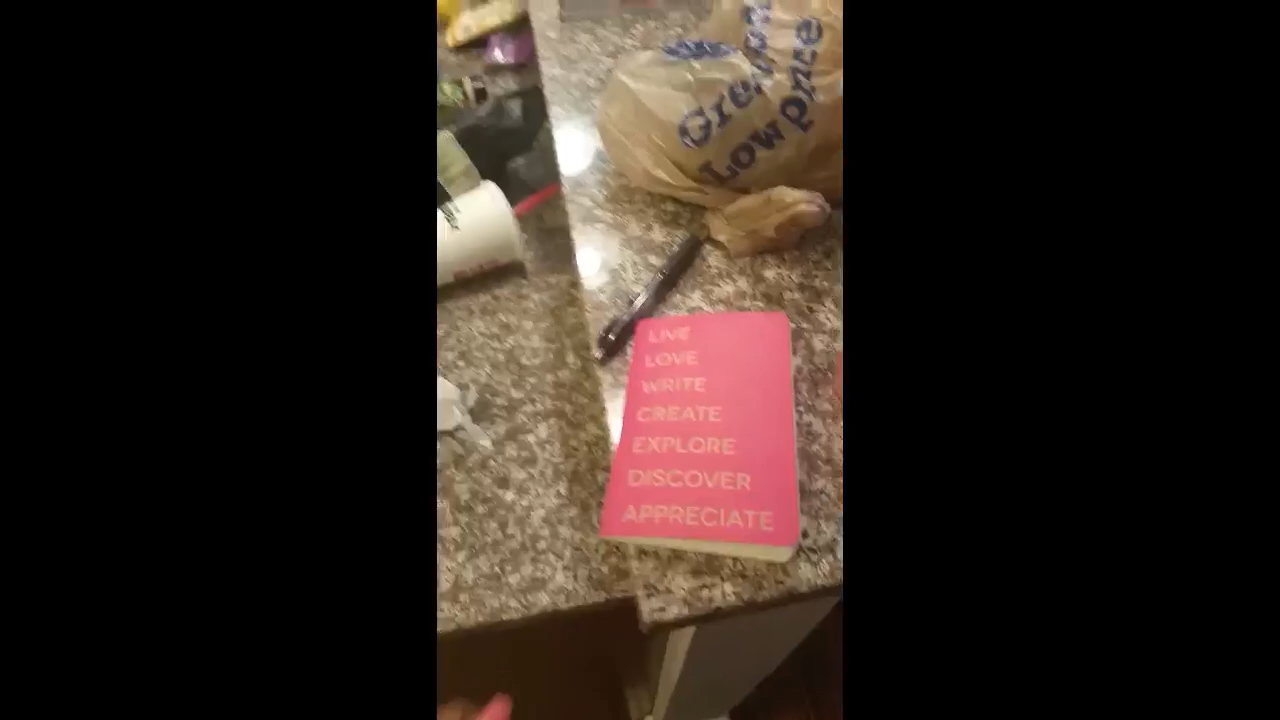 Low Price
LIVE
LOVE
WRITE
CREATE
EXPLORE
DISCOVER
APPRECIATE